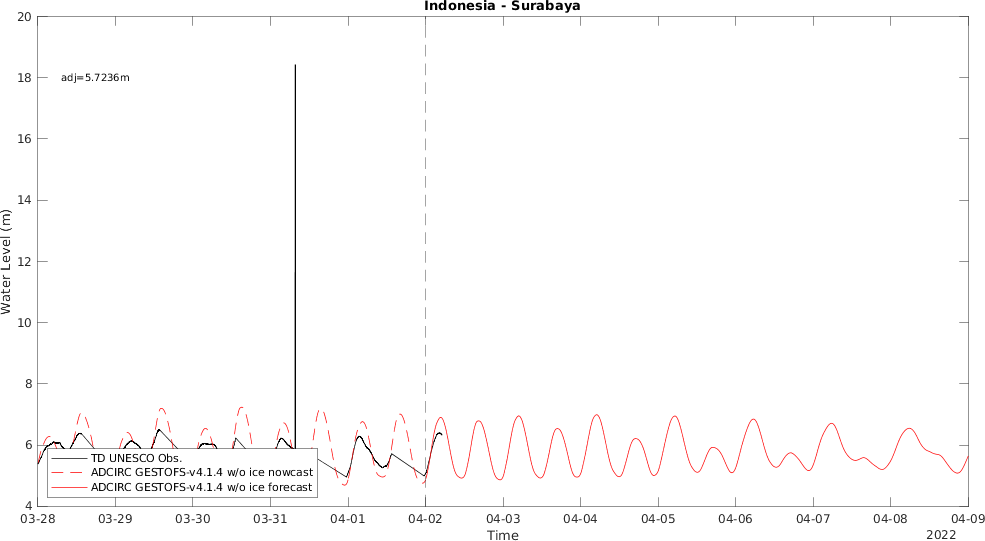 Indonesia - Surabaya
20
18
16
14
12
10
8
6
4
adj=5.7236m
Water Level (m)
TD UNESCO Obs.
ADCIRC GESTOFS-v4.1.4 w/o ice nowcast
ADCIRC GESTOFS-v4.1.4 w/o ice forecast
03-28 03-29 03-30 03-31 04-01 04-02 04-03 04-04 04-05 04-06 04-07 04-08 04-09
Time
2022